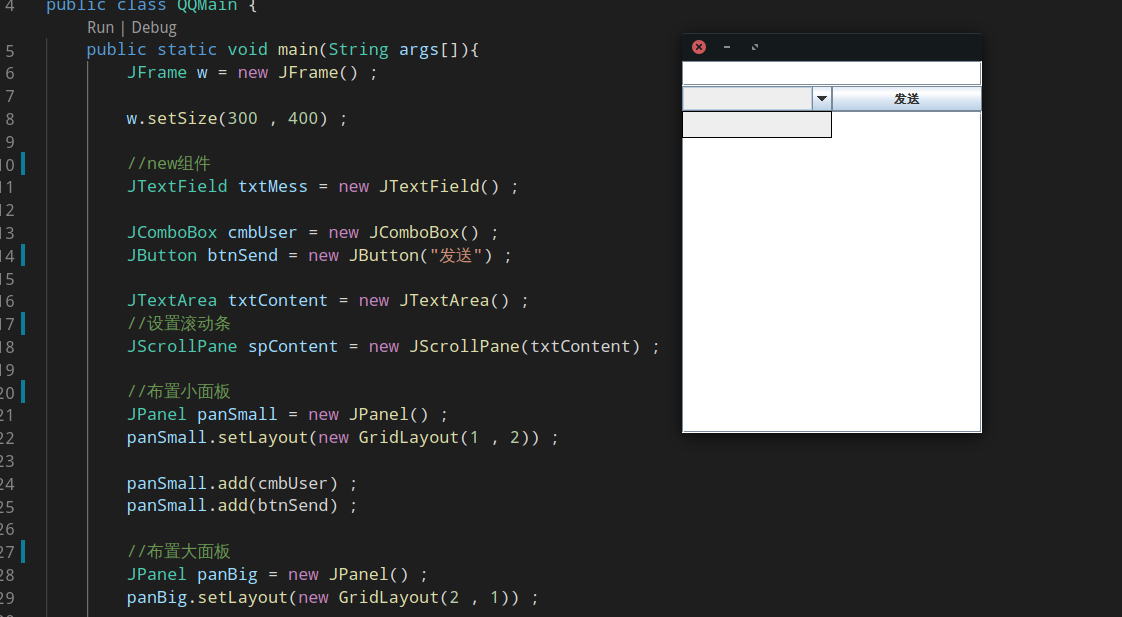 4 public class QQMain {
Run | Debug
5 public static void main(String args[]){
6 JFrame w = new JFrame() ;
7
8 w.setSize(300 , 400) ;
9
10 //new组件
11 JTextField txtMess = new JTextField() ;
12
13 JComboBox cmbUser = new JComboBox() ;
14 JButton btnSend = new JButton("发送") ;
15
16 JTextArea txtContent = new JTextArea() ;
17 //设置滚动条
18 JScrollPane spContent = new JScrollPane(txtContent) ;
19
20 //布置小面板
21 JPanel panSmall = new JPanel() ;
22 panSmall.setLayout(new GridLayout(1 , 2)) ;
23
24 panSmall.add(cmbUser) ;
25 panSmall.add(btnSend) ;
26
27 //布置大面板
28 JPanel panBig = new JPanel() ;
29 panBig.setLayout(new GridLayout(2 , 1)) ;
发送